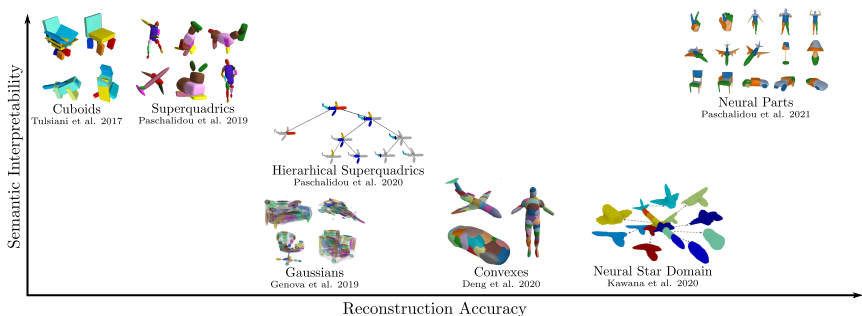 Semantic Interpretability
Cuboids
Tulsiani et al. 2017
Superquadrics
Paschalidou et al. 2019
Neural Parts
Paschalidou et al. 2021
Hierarhical Superquadrics
Paschalidou et al. 2020
Gaussians
Genova et al. 2019
Convexes
Deng et al. 2020
Neural Star Domain
Kawana et al. 2020
Reconstruction Accuracy